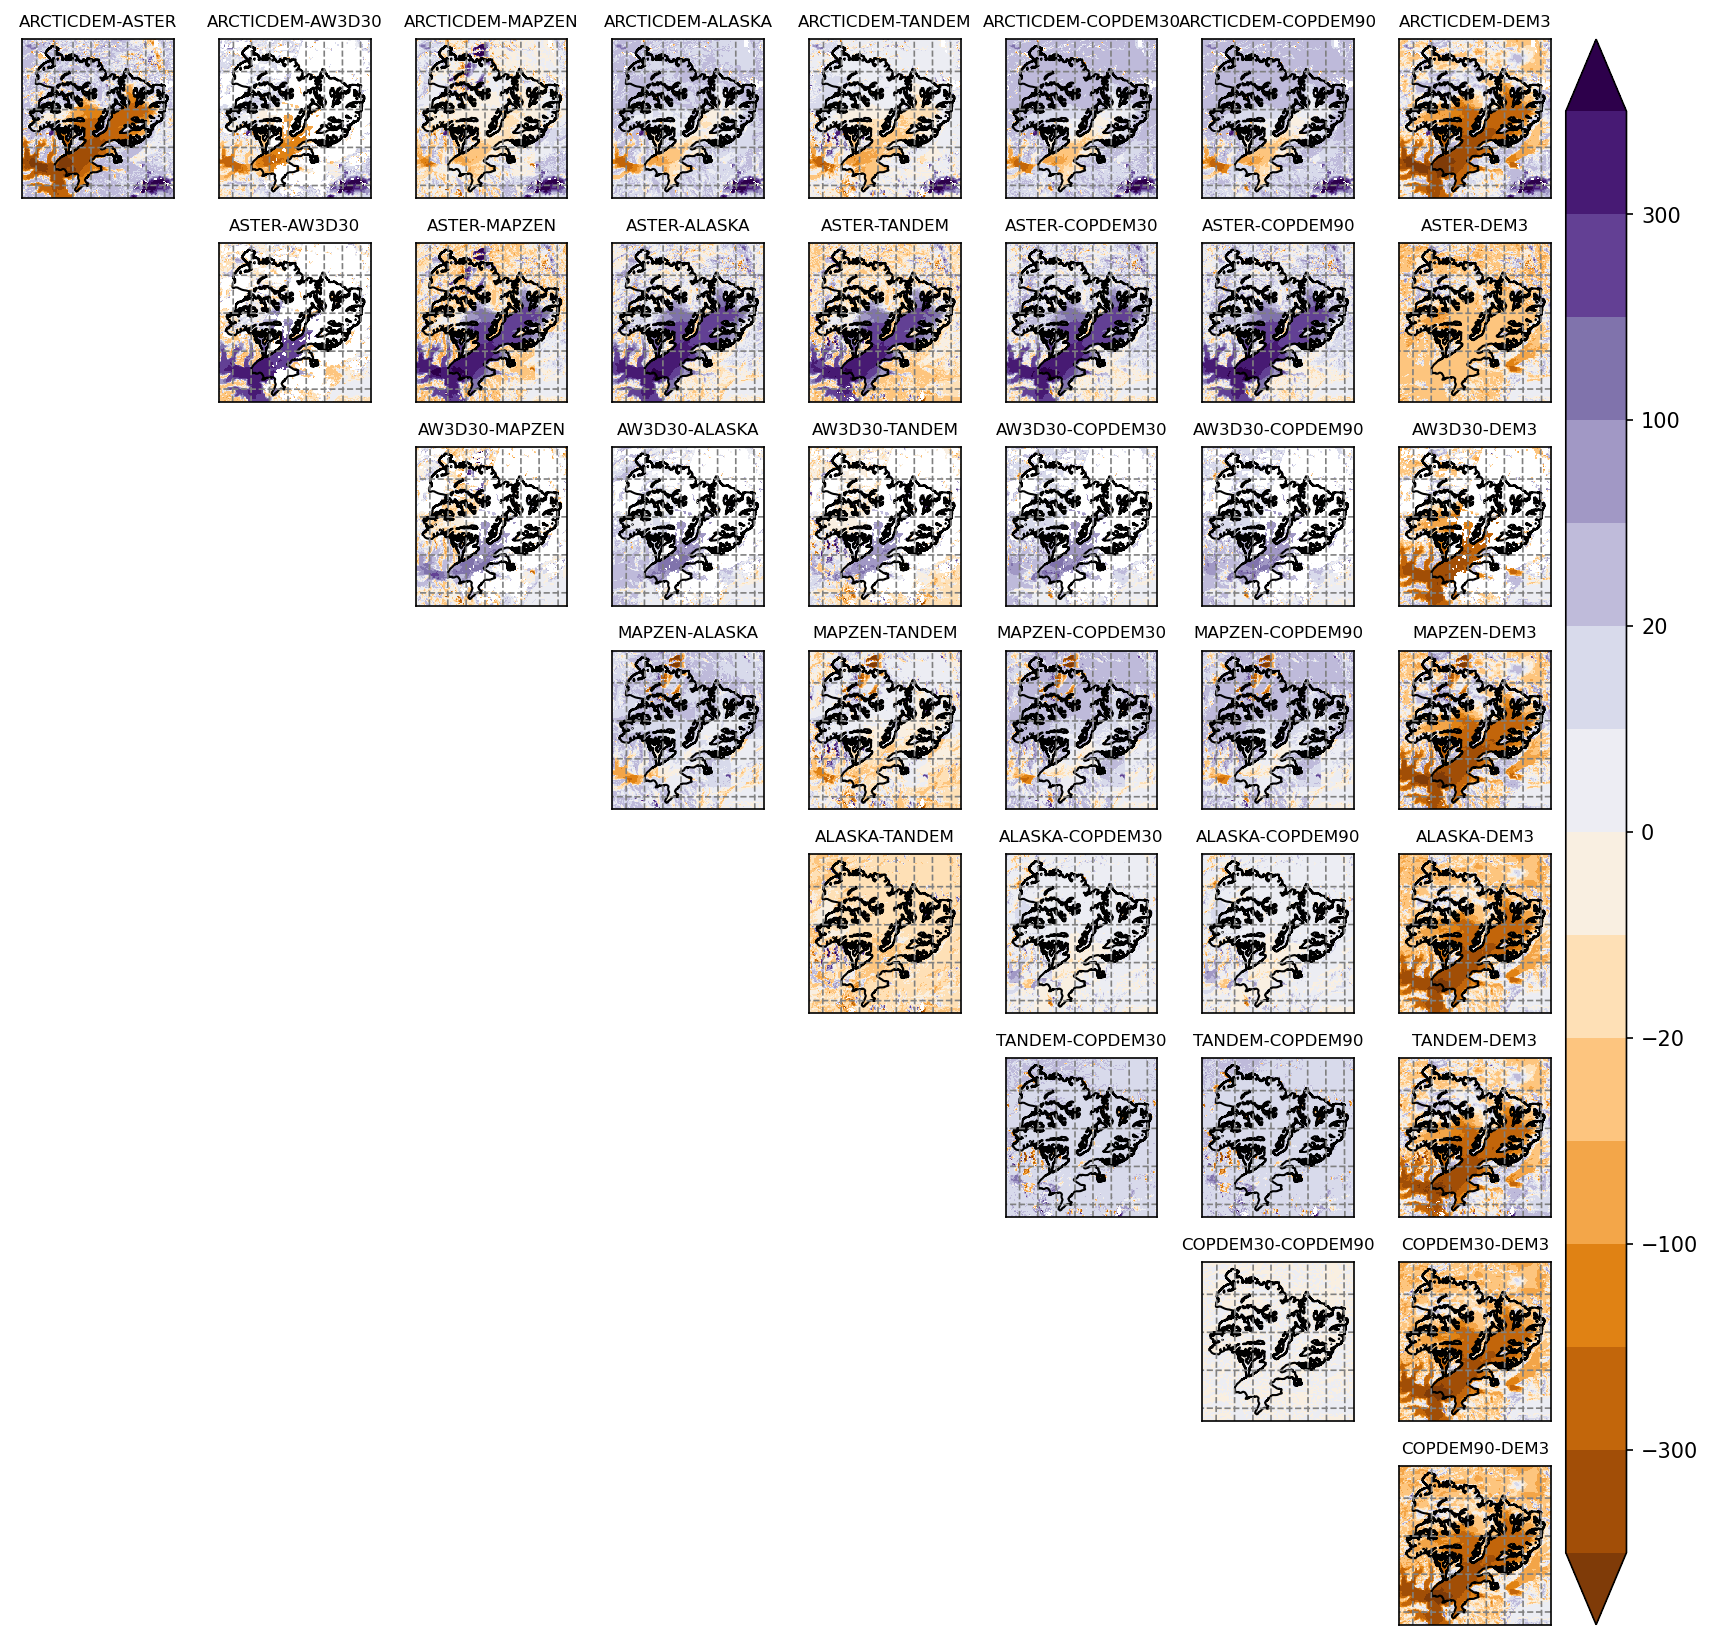 ARCTICDEM-ASTER ARCTICDEM-AW3D30 ARCTICDEM-MAPZEN ARCTICDEM-ALASKA ARCTICDEM-TANDEM ARCTICDEM-COPDEM30 ARCTICDEM-COPDEM90 ARCTICDEM-DEM3
ASTER-AW3D30 ASTER-MAPZEN ASTER-ALASKA ASTER-TANDEM ASTER-COPDEM30 ASTER-COPDEM90 ASTER-DEM3
AW3D30-MAPZEN AW3D30-ALASKA AW3D30-TANDEM AW3D30-COPDEM30 AW3D30-COPDEM90 AW3D30-DEM3
MAPZEN-ALASKA MAPZEN-TANDEM MAPZEN-COPDEM30 MAPZEN-COPDEM90 MAPZEN-DEM3
ALASKA-TANDEM ALASKA-COPDEM30 ALASKA-COPDEM90 ALASKA-DEM3
TANDEM-COPDEM30 TANDEM-COPDEM90 TANDEM-DEM3
COPDEM30-COPDEM90 COPDEM30-DEM3
COPDEM90-DEM3
300
100
20
0
−20
−100
−300